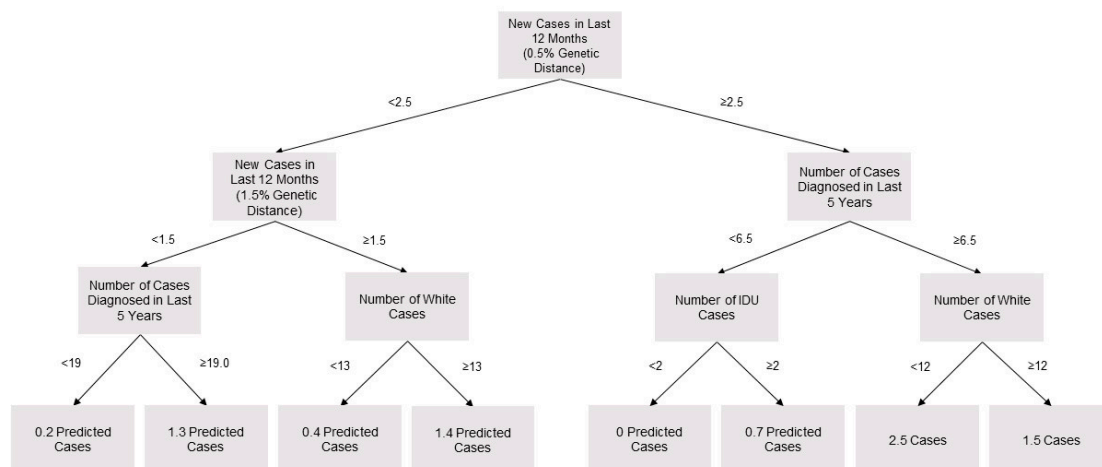 New Cases in Last
12 Months
(0.5% Genetic
Distance)
<2.5
≥2.5
New Cases in
Last 12 Months
(1.5% Genetic
Distance)
Number of Cases
Diagnosed in Last
5 Years
<1.5
≥1.5
<6.5
≥6.5
Number of Cases
Diagnosed in Last
5 Years
Number of White
Cases
Number of IDU
Cases
Number of White
Cases
<19
≥19.0
<13
≥13
<2
≥2
<12
≥12
0.2 Predicted
Cases
1.3 Predicted
Cases
0.4 Predicted
Cases
1.4 Predicted
Cases
0 Predicted
Cases
0.7 Predicted
Cases
2.5 Cases
1.5 Cases